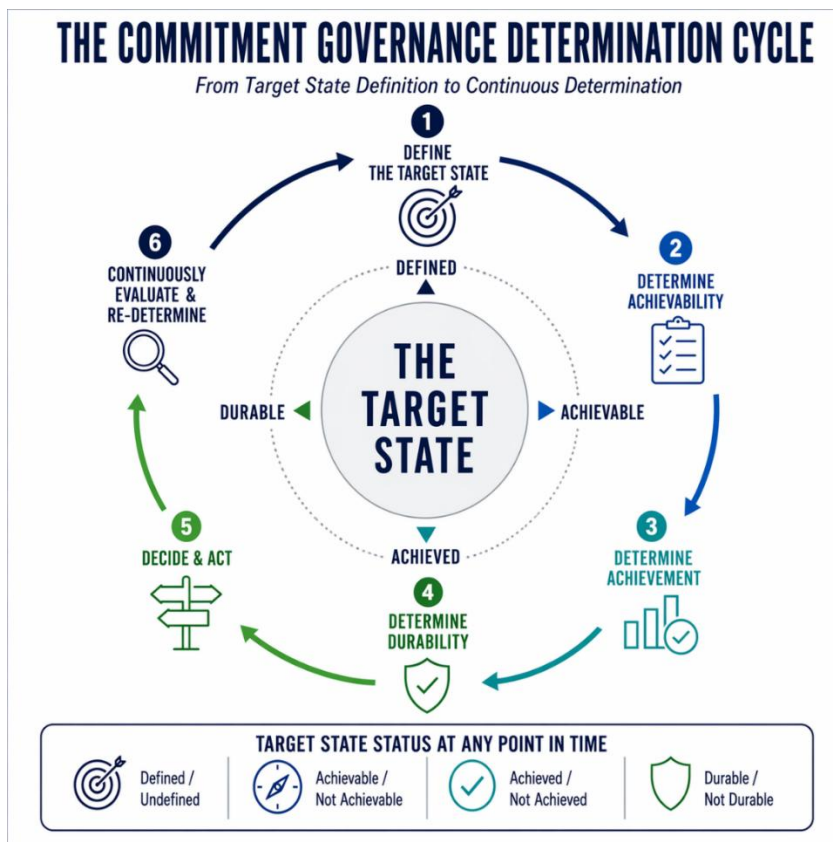 THE COMMITMENT GOVERNANCE DETERMINATION CYCLE
From Target State Definition to Continuous Determination
1
DEFINE
THE TARGET STATE
2
DETERMINE
ACHIEVABILITY
3
DETERMINE
ACHIEVEMENT
4
DETERMINE
DURABILITY
5
DECIDE & ACT
6
CONTINUOUSLY
EVALUATE &
RE-DETERMINE
DEFINED
ACHIEVABLE
ACHIEVED
DURABLE
THE
TARGET
STATE
TARGET STATE STATUS AT ANY POINT IN TIME
Defined /
Undefined
Achievable /
Not Achievable
Achieved /
Not Achieved
Durable /
Not Durable